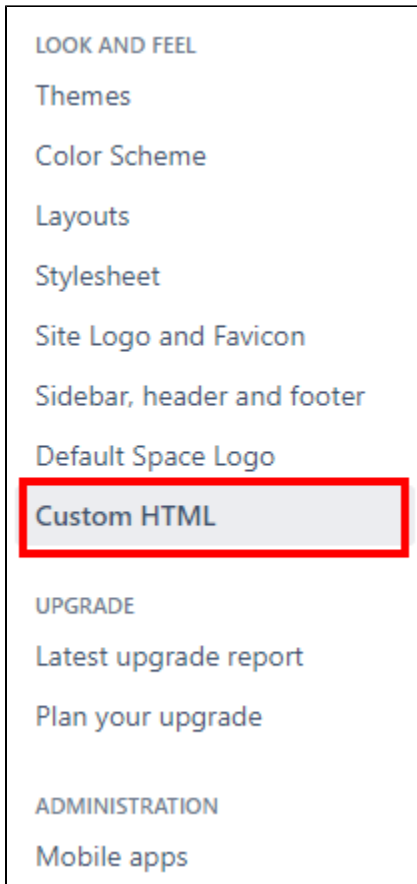 LOOK AND FEEL
Themes
Color Scheme
Layouts
Stylesheet
Site Logo and Favicon
Sidebar, header and footer
Default Space Logo
Custom HTML
UPGRADE
Latest upgrade report
Plan your upgrade
ADMINISTRATION
Mobile apps